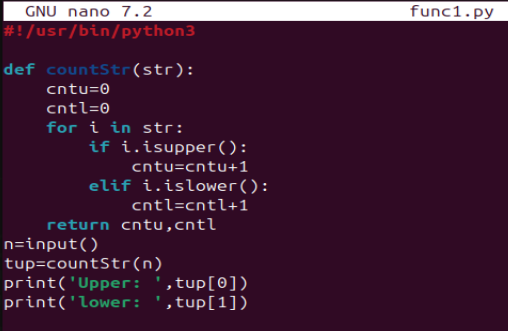 GNU nano 7.2 func1.py
#!/usr/bin/python3
def countStr(str):
    cntu=0
    cntl=0
    for i in str:
        if i.isupper():
            cntu=cntu+1
        elif i.islower():
            cntl=cntl+1
    return cntu,cntl
n=input()
tup=countStr(n)
print('Upper: ',tup[0])
print('lower: ',tup[1])